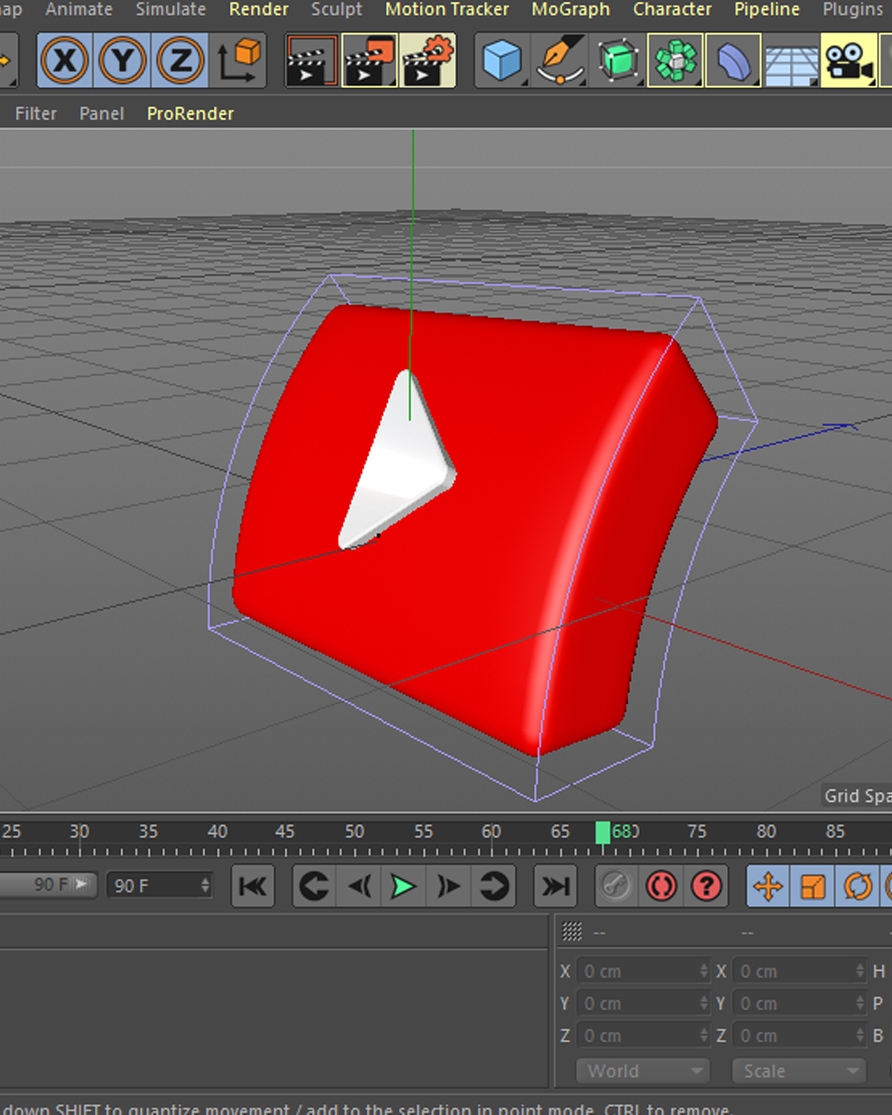 Animate Simulate Render Sculpt Motion Tracker MoGraph Character Pipeline Plugins
X Y Z
Filter Panel ProRender
Grid Spa
25 30 35 40 45 50 55 60 65 68 75 80 85
90 F 90 F
-- --
X 0 cm X 0 cm H
Y 0 cm Y 0 cm P
Z 0 cm Z 0 cm B
World Scale
down SHIFT to quantize movement / add to the selection in point mode, CTRL to remove.